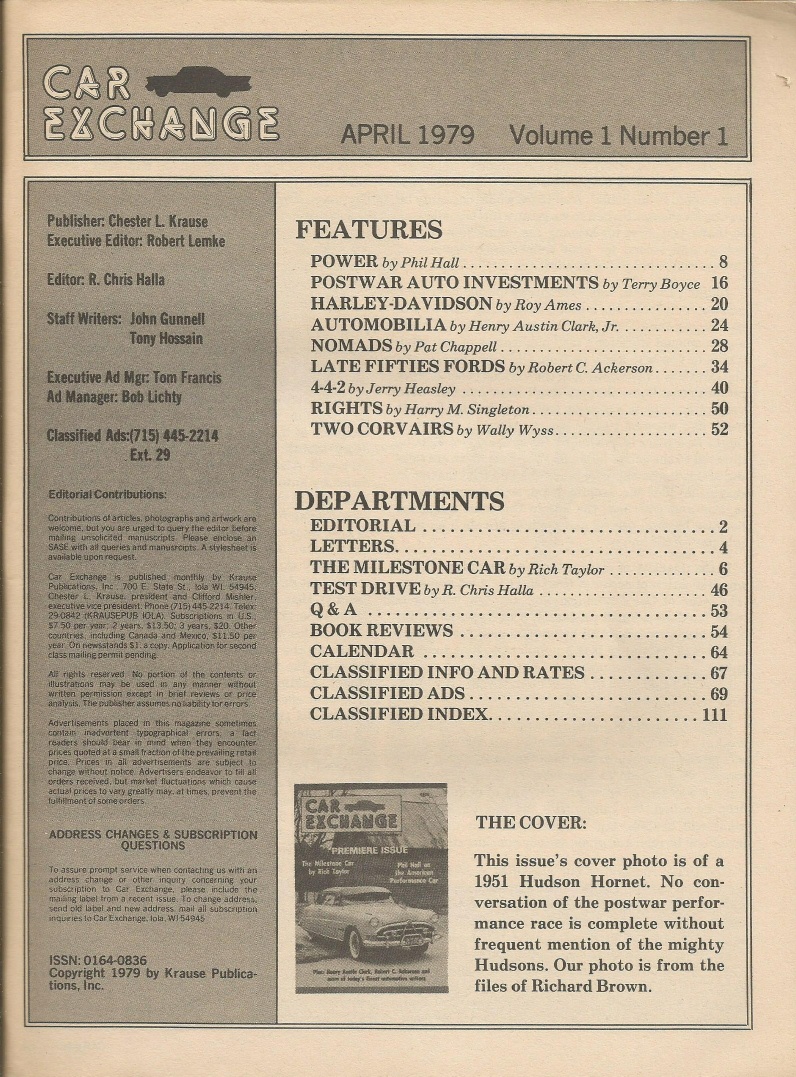 CAR
EXCHANGE
APRIL 1979 Volume 1 Number 1
Publisher: Chester L. Krause
Executive Editor: Robert Lemke
Editor: R. Chris Halla
Staff Writers: John Gunnell
Tony Hossain
Executive Ad Mgr: Tom Francis
Ad Manager: Bob Lichty
Classified Ads:(715) 445-2214
Ext. 29
Editorial Contributions:
Contributions of articles, photographs and artwork are
welcome, but you are urged to query the editor before
mailing unsolicited manuscripts. Please enclose an
SASE with all queries and manuscripts. A stylesheet is
available upon request.
Car Exchange is published monthly by Krause
Publications, Inc., 700 E. State St., Iola WI. 54945,
Chester L. Krause, president and Clifford Mishler,
executive vice president. Phone (715) 445-2214. Telex:
29-0842 (KRAUSEPUB IOLA). Subscriptions in U.S.,
$7.50 per year; 2 years, $13.50; 3 years, $20. Other
countries, including Canada and Mexico, $11.50 per
year. On newsstands $1. a copy. Application for second
class mailing permit pending.
All rights reserved. No portion of the contents or
illustrations may be used in any manner without
written permission except in brief reviews or price
analysis. The publisher assumes no liability for errors.
Advertisements placed in this magazine sometimes
contain inadvertent typographical errors, a fact
readers should bear in mind when they encounter
prices quoted at a small fraction of the prevailing retail
price. Prices in all advertisements are subject to
change without notice. Advertisers endeavor to fill all
orders received, but market fluctuations which cause
actual prices to vary greatly may, at times, prevent the
fulfillment of some orders.
ADDRESS CHANGES & SUBSCRIPTION
QUESTIONS
To assure prompt service when contacting us with an
address change or other inquiry concerning your
subscription to Car Exchange, please include the
mailing label from a recent issue. To change address,
send old label and new address, mail all subscription
inquiries to Car Exchange, Iola, WI 54945
ISSN: 0164-0836
Copyright 1979 by Krause Publica-
tions, Inc.
FEATURES
POWER by Phil Hall . . . . . . . . . . . . . . . . . . . . . . . . . . . . . . 8
POSTWAR AUTO INVESTMENTS by Terry Boyce 16
HARLEY-DAVIDSON by Roy Ames . . . . . . . . . . . . . . . . 20
AUTOMOBILIA by Henry Austin Clark, Jr. . . . . . . . . . . . 24
NOMADS by Pat Chappell . . . . . . . . . . . . . . . . . . . . . . . . . 28
LATE FIFTIES FORDS by Robert C. Ackerson . . . . . . . 34
4-4-2 by Jerry Heasley . . . . . . . . . . . . . . . . . . . . . . . . . . . . 40
RIGHTS by Harry M. Singleton . . . . . . . . . . . . . . . . . . . . . 50
TWO CORVAIRS by Wally Wyss . . . . . . . . . . . . . . . . . . . 52
DEPARTMENTS
EDITORIAL . . . . . . . . . . . . . . . . . . . . . . . . . . . . . . . . . . . 2
LETTERS. . . . . . . . . . . . . . . . . . . . . . . . . . . . . . . . . . . . . . 4
THE MILESTONE CAR by Rich Taylor . . . . . . . . . . . . . 6
TEST DRIVE by R. Chris Halla . . . . . . . . . . . . . . . . . . . . 46
Q & A . . . . . . . . . . . . . . . . . . . . . . . . . . . . . . . . . . . . . . . 53
BOOK REVIEWS . . . . . . . . . . . . . . . . . . . . . . . . . . . . . . 54
CALENDAR . . . . . . . . . . . . . . . . . . . . . . . . . . . . . . . . . . 64
CLASSIFIED INFO AND RATES . . . . . . . . . . . . . . . . 67
CLASSIFIED ADS . . . . . . . . . . . . . . . . . . . . . . . . . . . . . 69
CLASSIFIED INDEX. . . . . . . . . . . . . . . . . . . . . . . . . . . 111
CAR
EXCHANGE
PREMIERE ISSUE
The Milestone Car
by Rich Taylor
Phil Hall on
the American
Performance Car
Plus: Henry Austin Clark, Robert C. Ackerson and
more of today's finest automotive writers
THE COVER:
This issue's cover photo is of a
1951 Hudson Hornet. No con-
versation of the postwar perfor-
mance race is complete without
frequent mention of the mighty
Hudsons. Our photo is from the
files of Richard Brown.